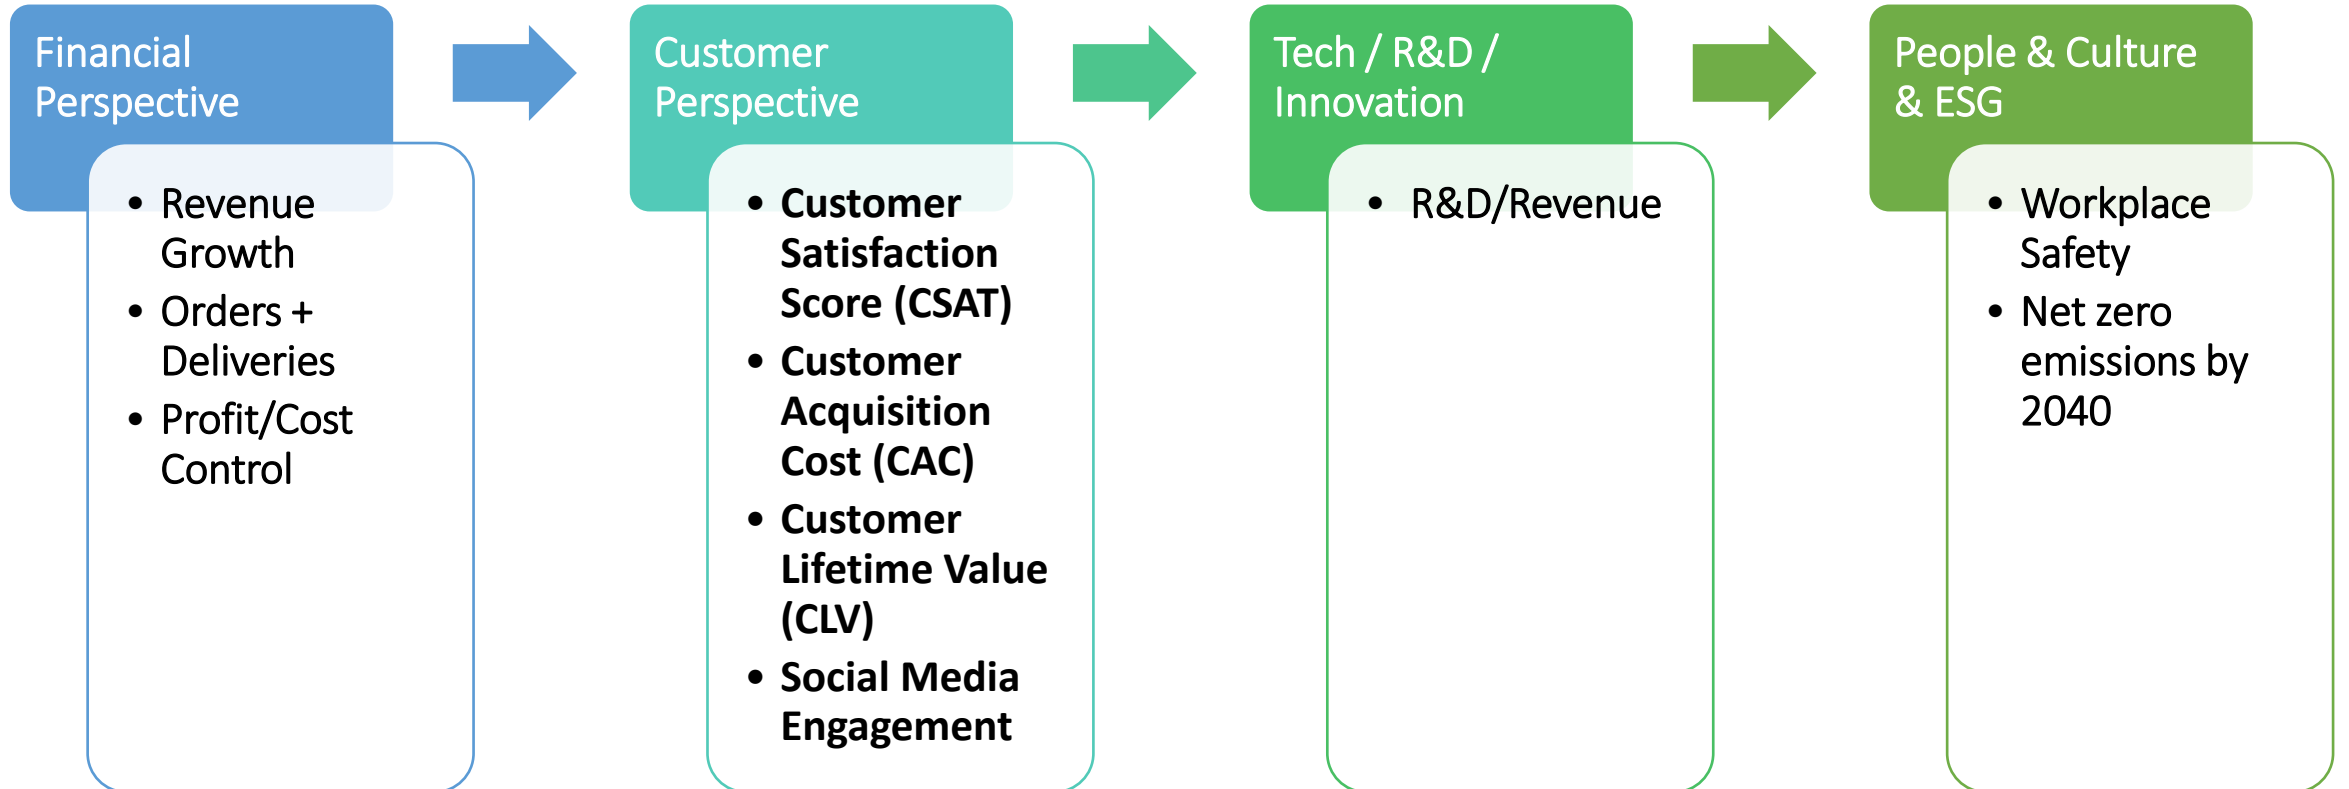 Financial
Perspective
• Revenue
Growth
• Orders +
Deliveries
• Profit/Cost
Control
Customer
Perspective
• Customer
Satisfaction
Score (CSAT)
• Customer
Acquisition
Cost (CAC)
• Customer
Lifetime Value
(CLV)
• Social Media
Engagement
Tech / R&D /
Innovation
• R&D/Revenue
People & Culture
& ESG
• Workplace
Safety
• Net zero
emissions by
2040